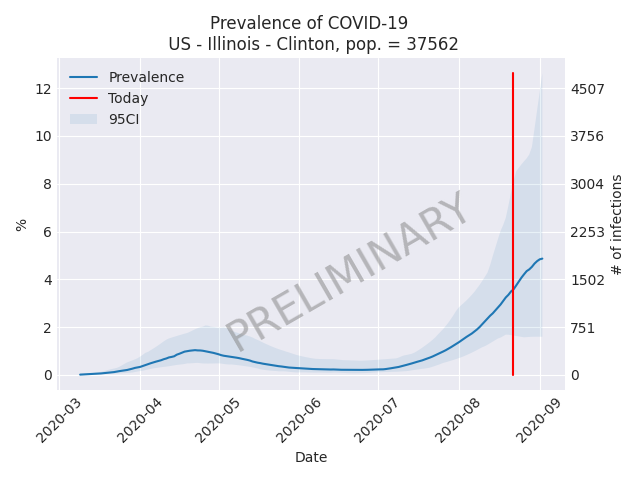 Prevalence of COVID-19
US - Illinois - Clinton, pop. = 37562
Prevalence
Today
95CI
12
10
8
6
4
2
0
%
4507
3756
3004
2253
1502
751
0
# of infections
PRELIMINARY
2020-03
2020-04
2020-05
2020-06
2020-07
2020-08
2020-09
Date